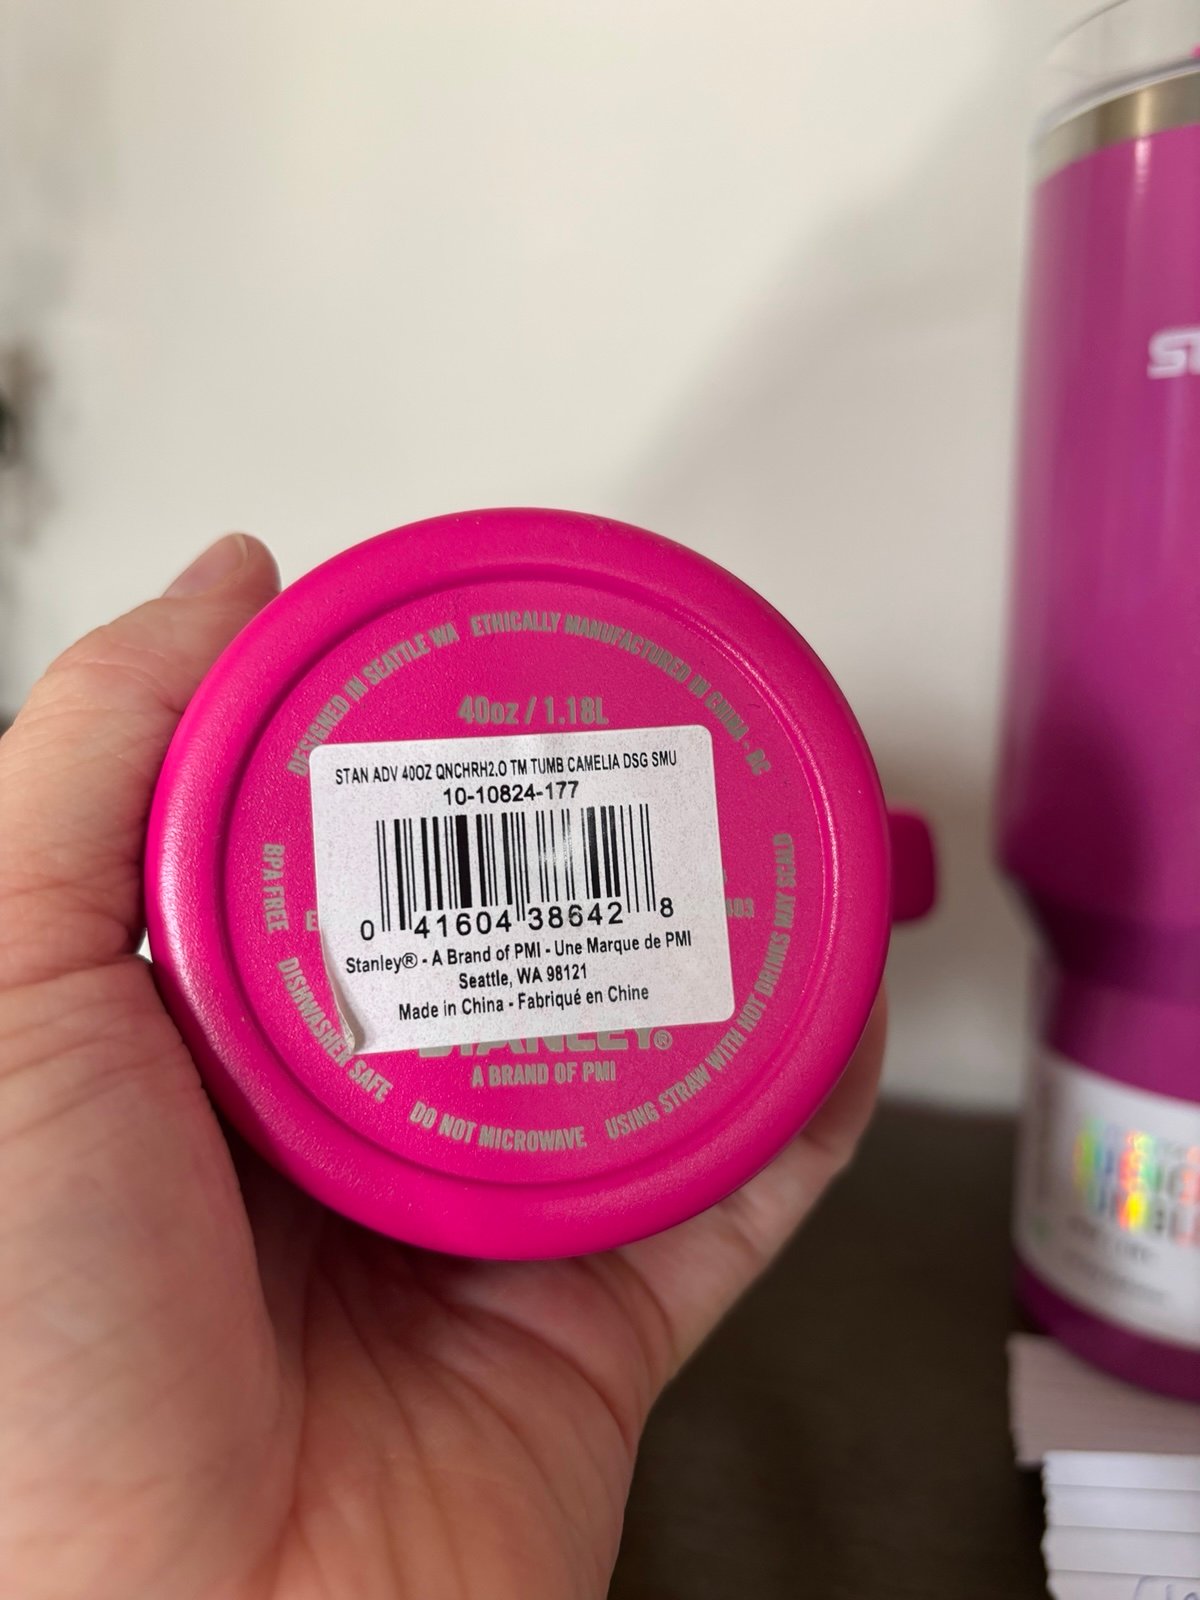 DESIGNED IN SEATTLE WA
ETHICALLY MANUFACTURED IN CHINA - DC
40oz / 1.18L
STAN ADV 40OZ QNCHRH2.O TM TUMB CAMELIA DSG SMU
10-10824-177
0 41604 38642 8
Stanley® - A Brand of PMI - Une Marque de PMI
Seattle, WA 98121
Made in China - Fabriqué en Chine
STANLEY®
A BRAND OF PMI
BPA FREE
DISHWASHER SAFE
DO NOT MICROWAVE
USING STRAW WITH HOT DRINKS MAY SCALD
ST